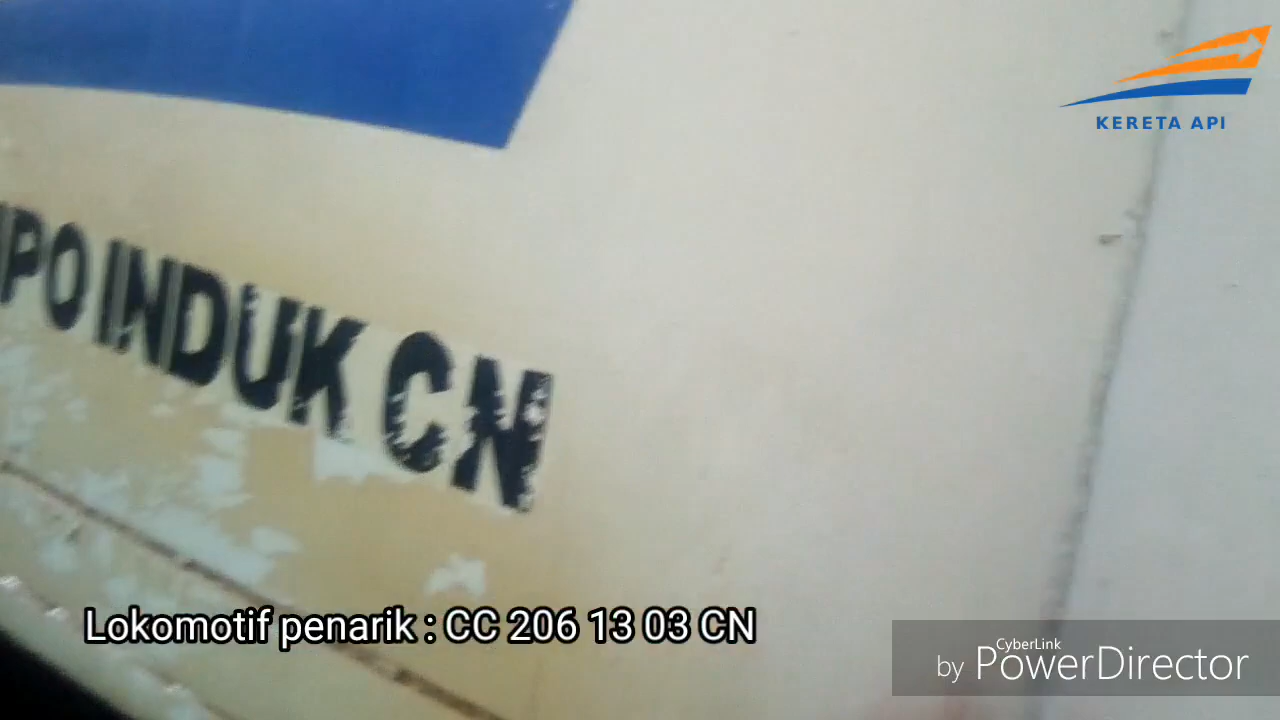 KERETA API
PO INDUK CN
Lokomotif penarik : CC 206 13 03 CN
CyberLink
by PowerDirector